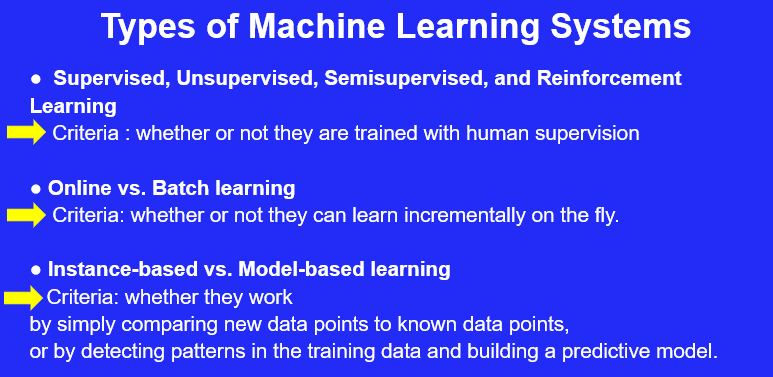 Types of Machine Learning Systems
● Supervised, Unsupervised, Semisupervised, and Reinforcement
Learning
Criteria : whether or not they are trained with human supervision
● Online vs. Batch learning
Criteria: whether or not they can learn incrementally on the fly.
● Instance-based vs. Model-based learning
Criteria: whether they work
by simply comparing new data points to known data points,
or by detecting patterns in the training data and building a predictive model.